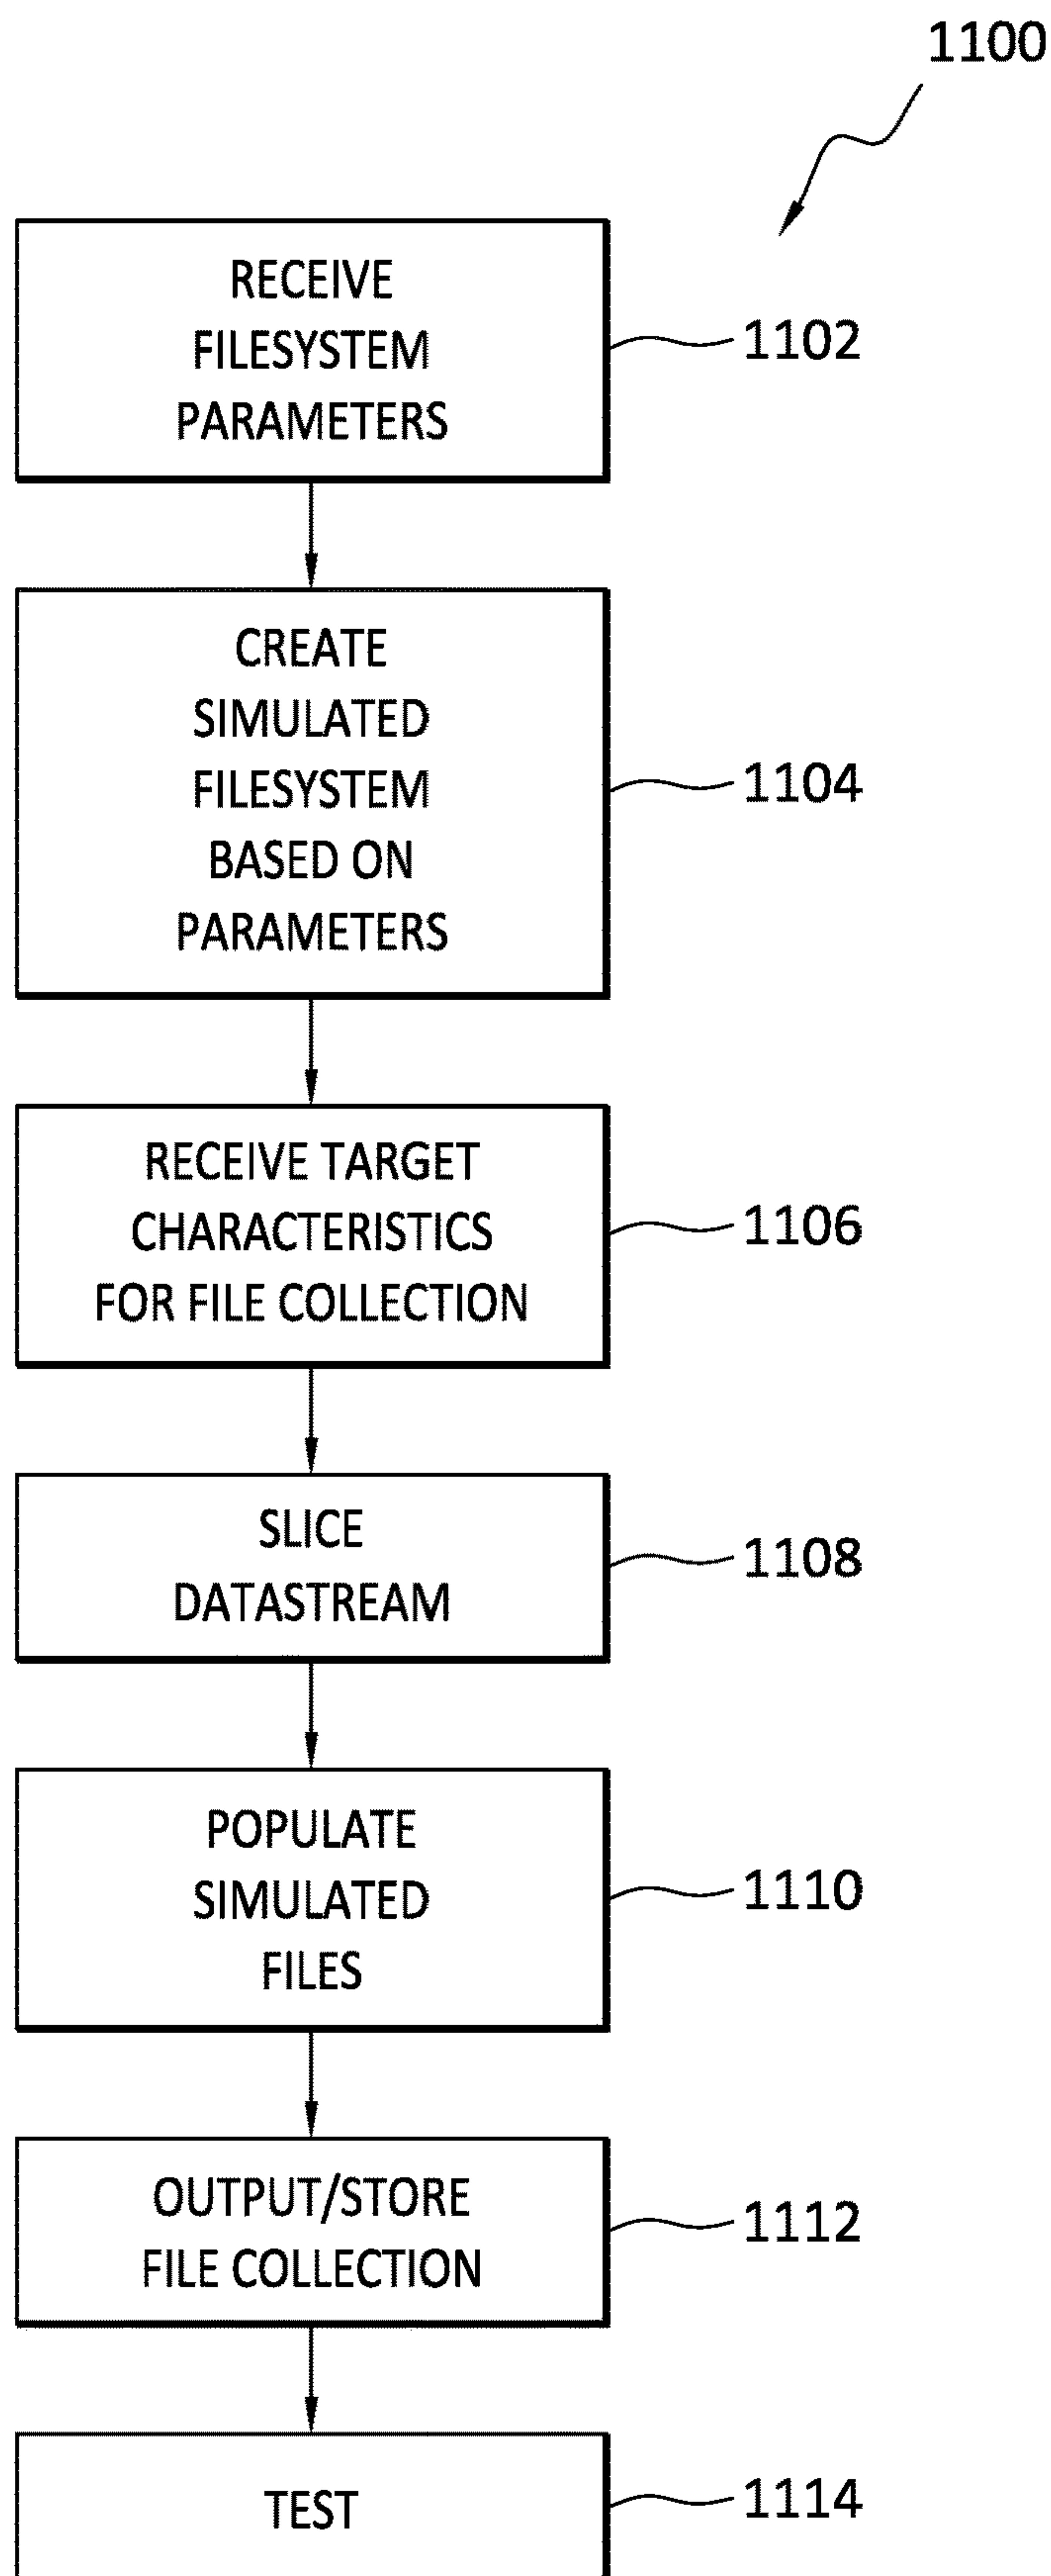 1100
RECEIVE
FILESYSTEM
PARAMETERS
1102
CREATE
SIMULATED
FILESYSTEM
BASED ON
PARAMETERS
1104
RECEIVE TARGET
CHARACTERISTICS
FOR FILE COLLECTION
1106
SLICE
DATASTREAM
1108
POPULATE
SIMULATED
FILES
1110
OUTPUT/STORE
FILE COLLECTION
1112
TEST
1114